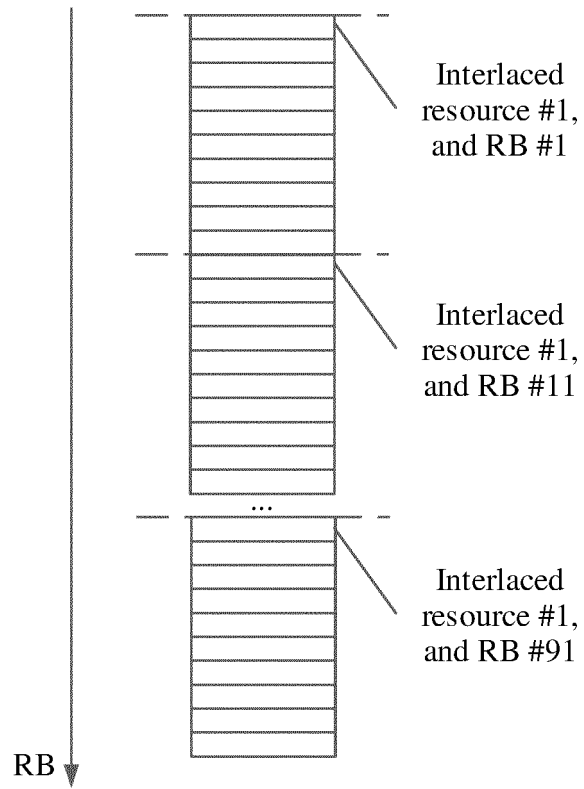 Interlaced
resource #1,
and RB #1
Interlaced
resource #1,
and RB #11
...
Interlaced
resource #1,
and RB #91
RB